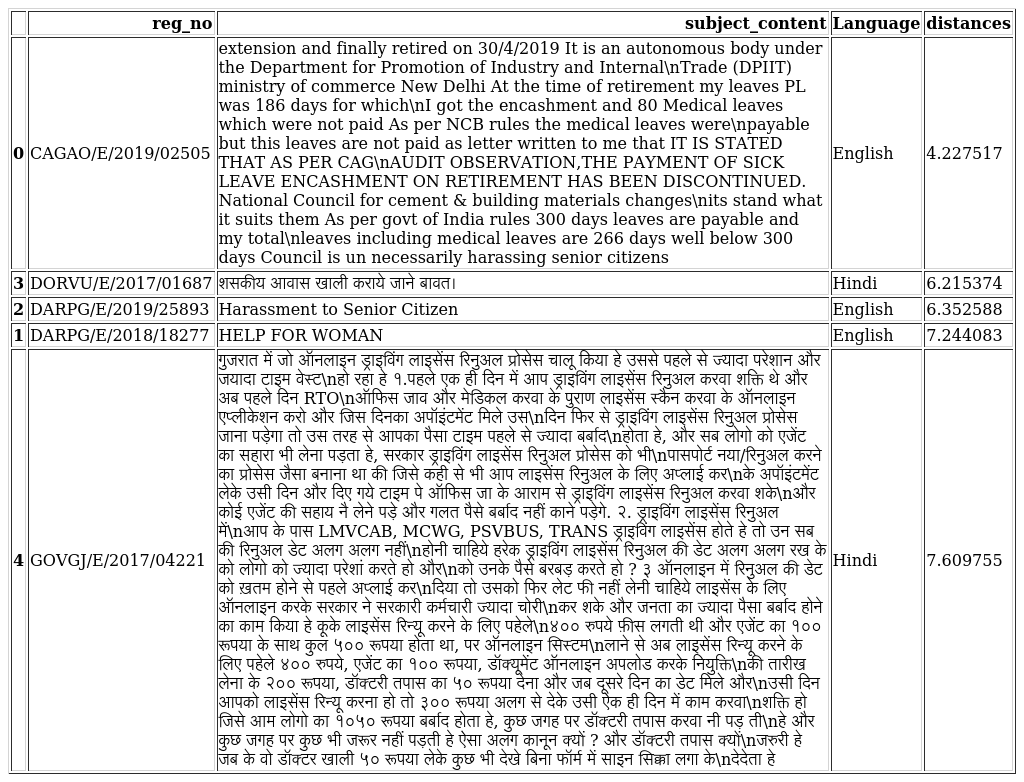 reg_no subject_content Language distances
extension and finally retired on 30/4/2019 It is an autonomous body under
the Department for Promotion of Industry and Internal\nTrade (DPIIT)
ministry of commerce New Delhi At the time of retirement my leaves PL
was 186 days for which\nI got the encashment and 80 Medical leaves
which were not paid As per NCB rules the medical leaves were\npayable
0 CAGAO/E/2019/02505 but this leaves are not paid as letter written to me that IT IS STATED English 4.227517
THAT AS PER CAG\nAUDIT OBSERVATION,THE PAYMENT OF SICK
LEAVE ENCASHMENT ON RETIREMENT HAS BEEN DISCONTINUED.
National Council for cement & building materials changes\nits stand what
it suits them As per govt of India rules 300 days leaves are payable and
my total\nleaves including medical leaves are 266 days well below 300
days Council is un necessarily harassing senior citizens
3 DORVU/E/2017/01687 शसकीय आवास खाली कराये जाने बावत। Hindi 6.215374
2 DARPG/E/2019/25893 Harassment to Senior Citizen English 6.352588
1 DARPG/E/2018/18277 HELP FOR WOMAN English 7.244083
गुजरात में जो ऑनलाइन ड्राइविंग लाइसेंस रिनुअल प्रोसेस चालू किया हे उससे पहले से ज्यादा परेशान और
जयादा टाइम वेस्ट\nहो रहा हे १.पहले एक ही दिन में आप ड्राइविंग लाइसेंस रिनुअल करवा शक्ति थे और
अब पहले दिन RTO\nऑफिस जाव और मेडिकल करवा के पुराण लाइसेंस स्कैन करवा के ऑनलाइन
एप्लीकेशन करो और जिस दिनका अपॉइंटमेंट मिले उस\nदिन फिर से ड्राइविंग लाइसेंस रिनुअल प्रोसेस
जाना पड़ेगा तो उस तरह से आपका पैसा टाइम पहले से ज्यादा बर्बाद\nहोता हे, और सब लोगो को एजेंट
का सहारा भी लेना पड़ता हे, सरकार ड्राइविंग लाइसेंस रिनुअल प्रोसेस को भी\nपासपोर्ट नया/रिनुअल करने
का प्रोसेस जैसा बनाना था की जिसे कही से भी आप लाइसेंस रिनुअल के लिए अप्लाई कर\nके अपॉइंटमेंट
लेके उसी दिन और दिए गये टाइम पे ऑफिस जा के आराम से ड्राइविंग लाइसेंस रिनुअल करवा शके\nऔर
कोई एजेंट की सहाय नै लेने पड़े और गलत पैसे बर्बाद नहीं काने पड़ेगे. २. ड्राइविंग लाइसेंस रिनुअल
में\nआप के पास LMVCAB, MCWG, PSVBUS, TRANS ड्राइविंग लाइसेंस होते हे तो उन सब
की रिनुअल डेट अलग अलग नहीं\nहोनी चाहिये हरेक ड्राइविंग लाइसेंस रिनुअल की डेट अलग अलग रख के
4 GOVGJ/E/2017/04221 को लोगो को ज्यादा परेशां करते हो और\nको उनके पैसे बरबड़ करते हो ? ३ ऑनलाइन में रिनुअल की डेट Hindi 7.609755
को ख़तम होने से पहले अप्लाई कर\nदिया तो उसको फिर लेट फी नहीं लेनी चाहिये लाइसेंस के लिए
ऑनलाइन करके सरकार ने सरकारी कर्मचारी ज्यादा चोरी\nकर शके और जनता का ज्यादा पैसा बर्बाद होने
का काम किया हे कूके लाइसेंस रिन्यू करने के लिए पहेले\n४०० रुपये फ़ीस लगती थी और एजेंट का १००
रूपया के साथ कुल ५०० रूपया होता था, पर ऑनलाइन सिस्टम\nलाने से अब लाइसेंस रिन्यू करने के
लिए पहेले ४०० रुपये, एजेंट का १०० रूपया, डॉक्यूमेंट ऑनलाइन अपलोड करके नियुक्ति\nकी तारीख
लेना के २०० रूपया, डॉक्टरी तपास का ५० रूपया देना और जब दूसरे दिन का डेट मिले और\nउसी दिन
आपको लाइसेंस रिन्यू करना हो तो ३०० रूपया अलग से देके उसी ऐक ही दिन में काम करवा\nशक्ति हो
जिसे आम लोगो का १०५० रूपया बर्बाद होता हे, कुछ जगह पर डॉक्टरी तपास करवा नी पड़ ती\nहे और
कुछ जगह पर कुछ भी जरूर नहीं पड़ती हे ऐसा अलग कानून क्यों ? और डॉक्टरी तपास क्यों\nजरुरी हे
जब के वो डॉक्टर खाली ५० रूपया लेके कुछ भी देखे बिना फॉर्म में साइन सिक्का लगा के\nदेदेता हे